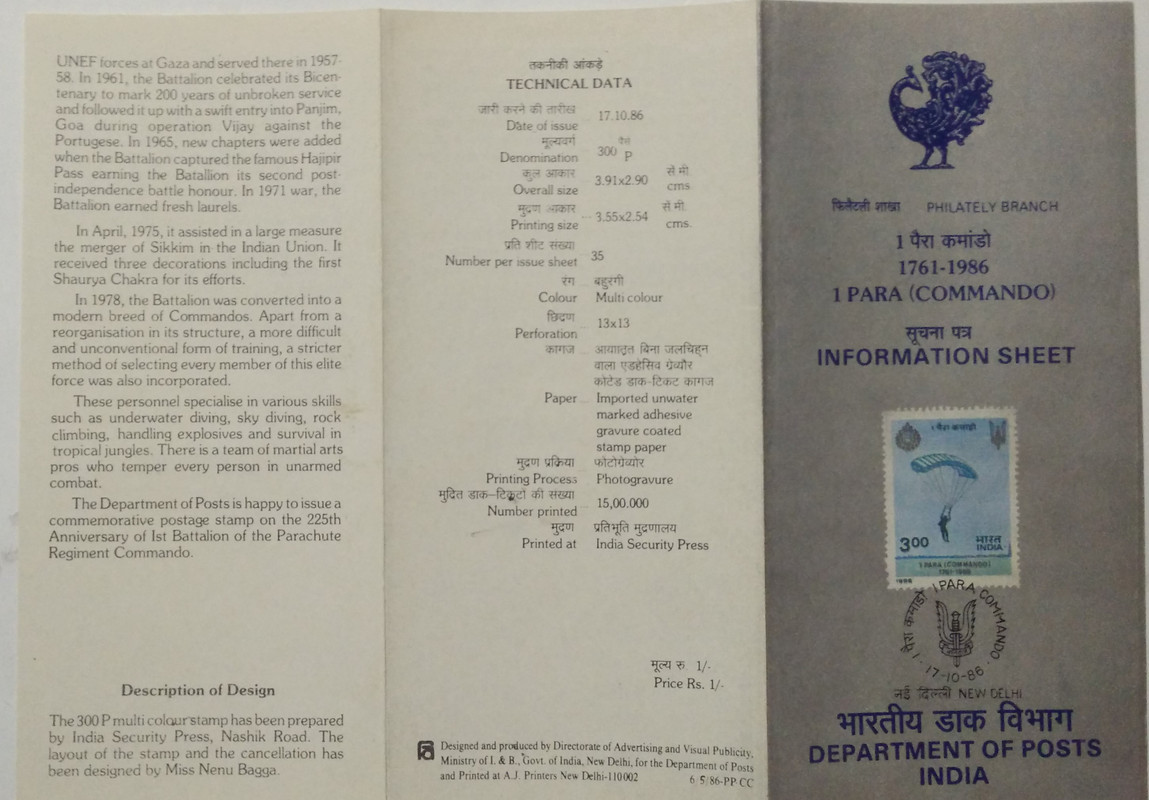 UNEF forces at Gaza and served there in 1957-
58. In 1961, the Battalion celebrated its Bicen-
tenary to mark 200 years of unbroken service
and followed it up with a swift entry into Panjim,
Goa during operation Vijay against the
Portugese. In 1965, new chapters were added
when the Battalion captured the famous Hajipir
Pass earning the Batallion its second post-
independence battle honour. In 1971 war, the
Battalion earned fresh laurels.
In April, 1975, it assisted in a large measure
the merger of Sikkim in the Indian Union. It
received three decorations including the first
Shaurya Chakra for its efforts.
In 1978, the Battalion was converted into a
modern breed of Commandos. Apart from a
reorganisation in its structure, a more difficult
and unconventional form of training, a stricter
method of selecting every member of this elite
force was also incorporated.
These personnel specialise in various skills
such as underwater diving, sky diving, rock
climbing, handling explosives and survival in
tropical jungles. There is a team of martial arts
pros who temper every person in unarmed
combat.
The Department of Posts is happy to issue a
commemorative postage stamp on the 225th
Anniversary of Ist Battalion of the Parachute
Regiment Commando.
Description of Design
The 300 P multi colour stamp has been prepared
by India Security Press, Nashik Road. The
layout of the stamp and the cancellation has
been designed by Miss Nenu Bagga.
तकनीकी आंकड़े
TECHNICAL DATA
जारी करने की तारीख
Date of issue 17.10.86
मूल्यवर्ग पैसे
Denomination 300 P
कुल आकार से मी
Overall size 3.91x2.90 cms
मुद्रण आकार से मी
Printing size 3.55x2.54 cms.
प्रति शीट संख्या
Number per issue sheet 35
रंग बहुरंगी
Colour Multi colour
छिद्रण
Perforation 13x13
कागज आयातित बिना जलचिह्न
वाला एडहेसिव ग्रेव्यौर
कोटेड डाक-टिकट कागज
Paper Imported unwater
marked adhesive
gravure coated
stamp paper
मुद्रण प्रक्रिया फोटोग्रेव्योर
Printing Process Photogravure
मुद्रित डाक-टिकटों की संख्या
Number printed 15,00.000
मुद्रण प्रतिभूति मुद्रणालय
Printed at India Security Press
मूल्य रु 1/-
Price Rs. 1/-
Designed and produced by Directorate of Advertising and Visual Publicity,
Ministry of I. & B., Govt. of India, New Delhi, for the Department of Posts
and Printed at A.J. Printers New Delhi-110002 6/5/86-PP CC
फिलैटली शाखा PHILATELY BRANCH
1 पैरा कमांडो
1761-1986
1 PARA (COMMANDO)
सूचना पत्र
INFORMATION SHEET
1 पैरा कमांडो
300 भारत
INDIA
1 PARA (COMMANDO)
1761-1986
1986
1 पैरा कमांडो 1 PARA COMMANDO
17-10-86
नई दिल्ली NEW DELHI
भारतीय डाक विभाग
DEPARTMENT OF POSTS
INDIA